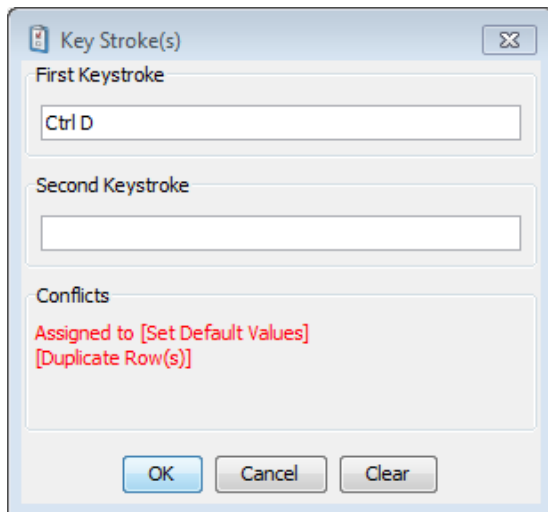 Key Stroke(s)
First Keystroke
Ctrl D
Second Keystroke
Conflicts
Assigned to [Set Default Values]
[Duplicate Row(s)]
OK Cancel Clear